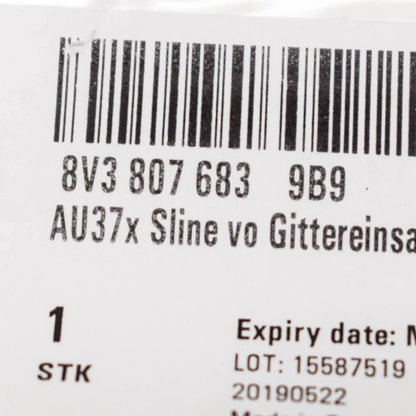 8V3 807 683 9B9
AU37x Sline vo Gittereinsa
1
STK
Expiry date: N
LOT: 15587519
20190522